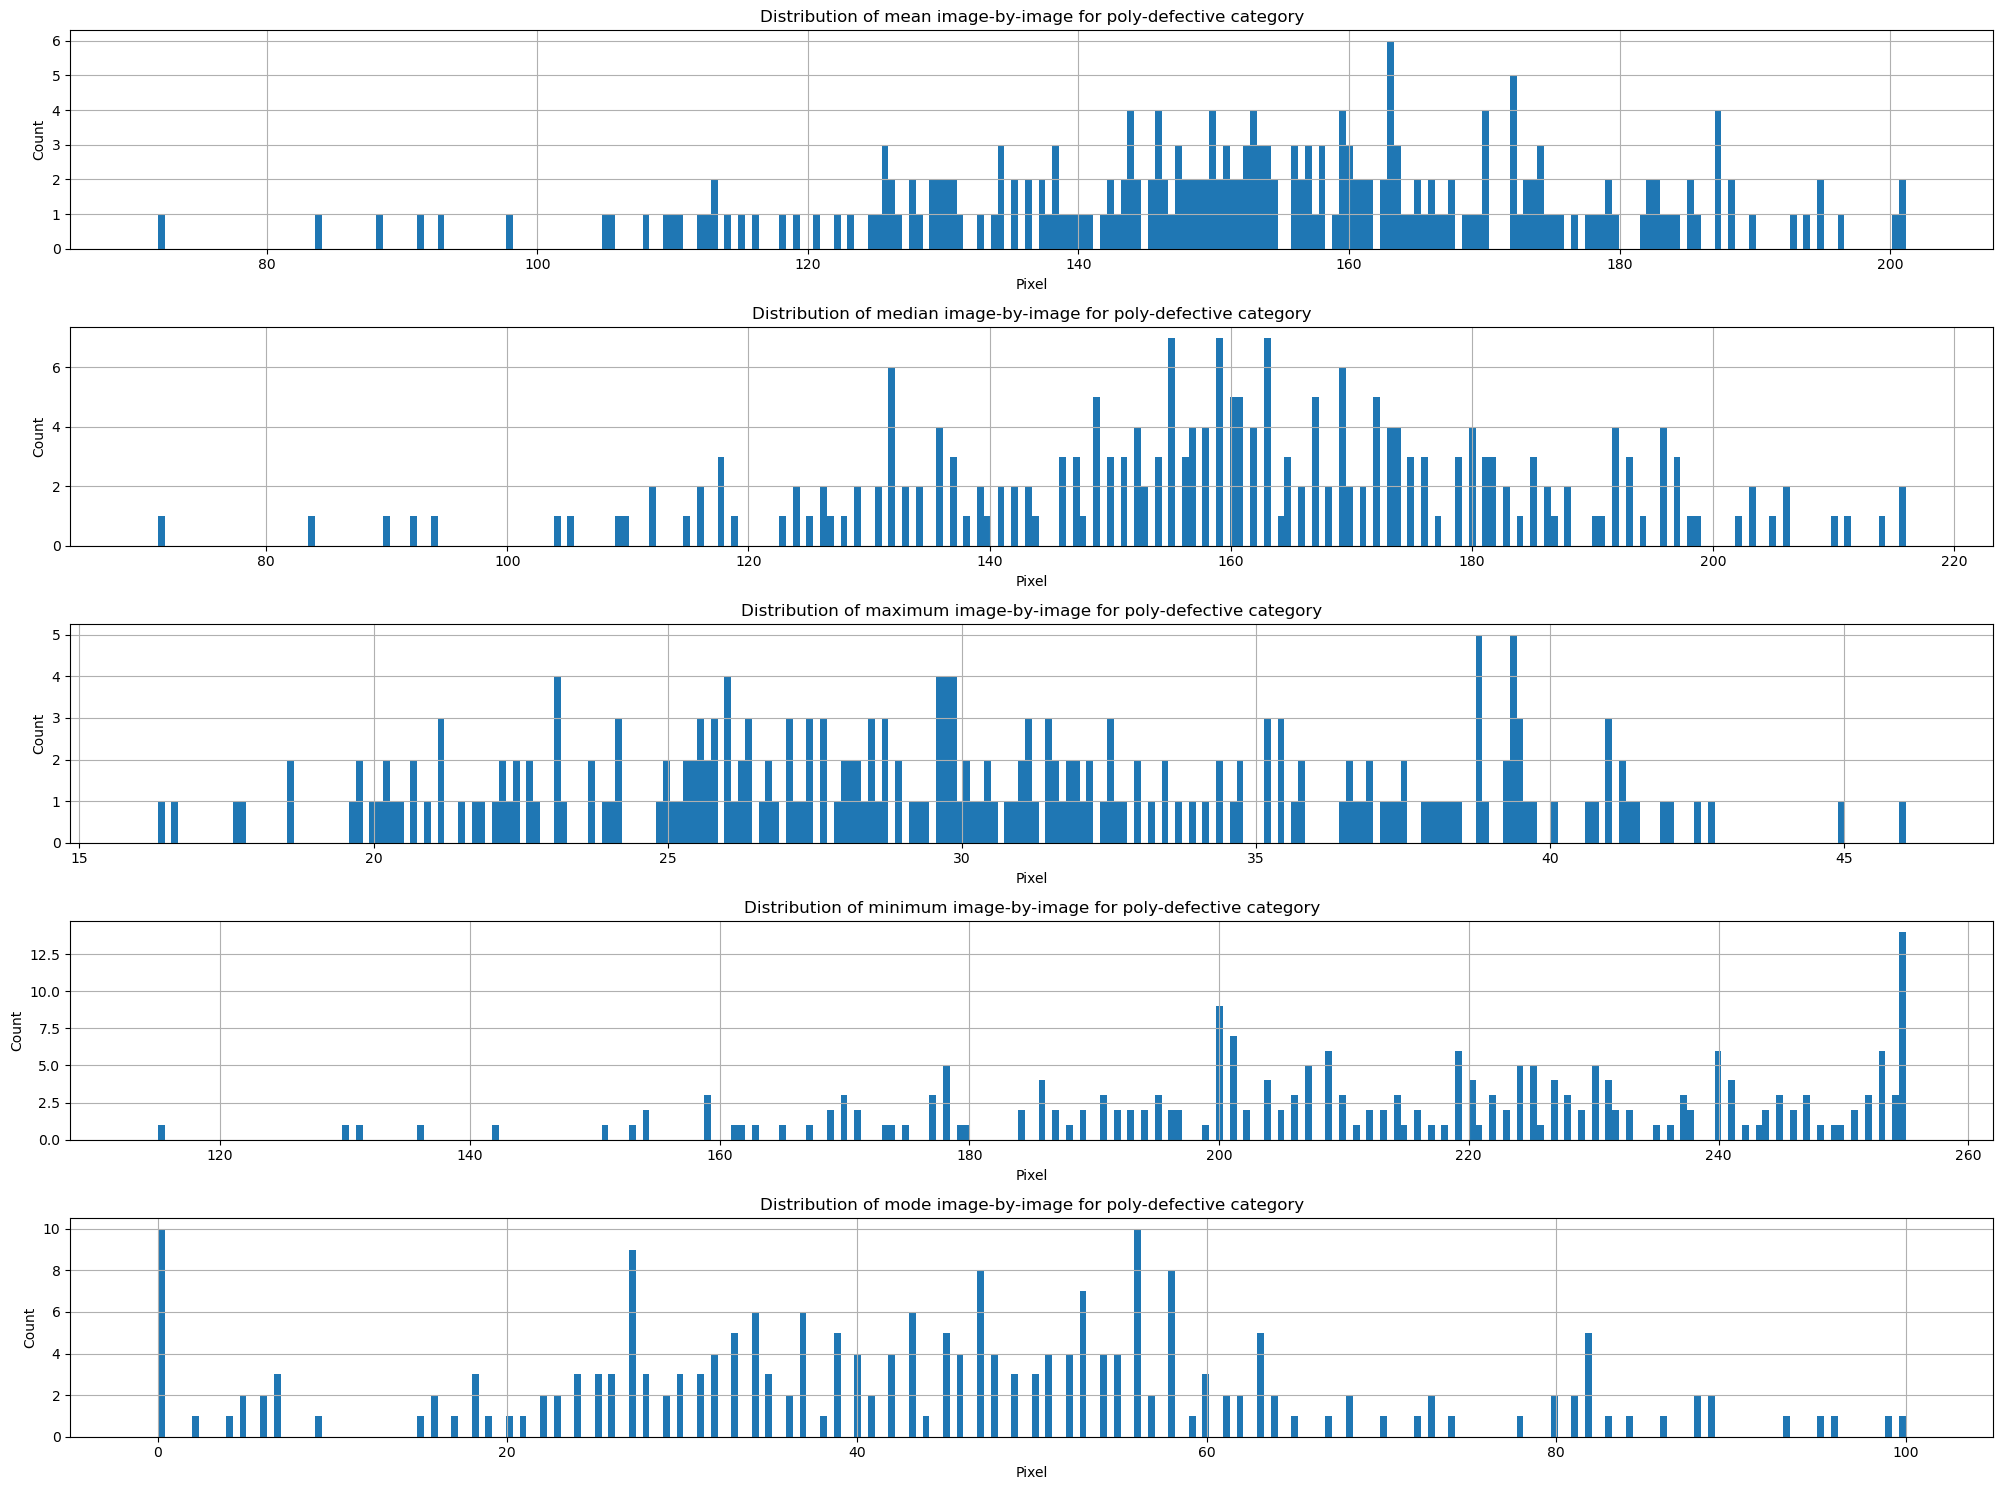 Distribution of mean image-by-image for poly-defective category
6
5
4
3
2
1
0
Count
80 100 120 140 160 180 200
Pixel
Distribution of median image-by-image for poly-defective category
6
4
2
0
Count
80 100 120 140 160 180 200 220
Pixel
Distribution of maximum image-by-image for poly-defective category
5
4
3
2
1
0
Count
15 20 25 30 35 40 45
Pixel
Distribution of minimum image-by-image for poly-defective category
12.5
10.0
7.5
5.0
2.5
0.0
Count
120 140 160 180 200 220 240 260
Pixel
Distribution of mode image-by-image for poly-defective category
10
8
6
4
2
0
Count
0 20 40 60 80 100
Pixel